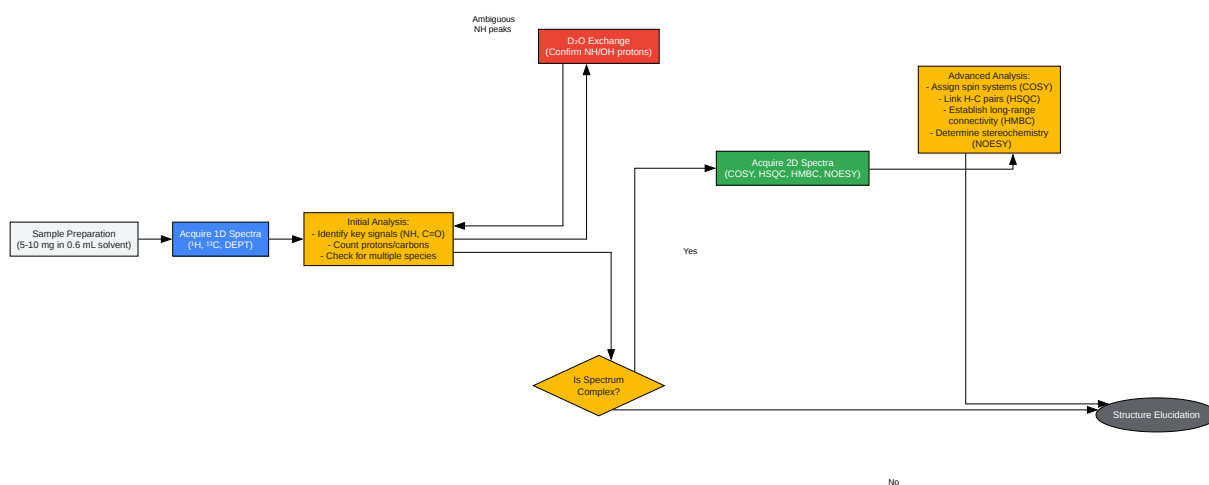 Ambiguous
NH peaks
D₂O Exchange
(Confirm NH/OH protons)
Advanced Analysis:
- Assign spin systems (COSY)
- Link H-C pairs (HSQC)
- Establish long-range
connectivity (HMBC)
- Determine stereochemistry
(NOESY)
Acquire 2D Spectra
(COSY, HSQC, HMBC, NOESY)
Sample Preparation
(5-10 mg in 0.6 mL solvent)
Acquire 1D Spectra
(¹H, ¹³C, DEPT)
Initial Analysis:
- Identify key signals (NH, C=O)
- Count protons/carbons
- Check for multiple species
Yes
Is Spectrum
Complex?
Structure Elucidation
No